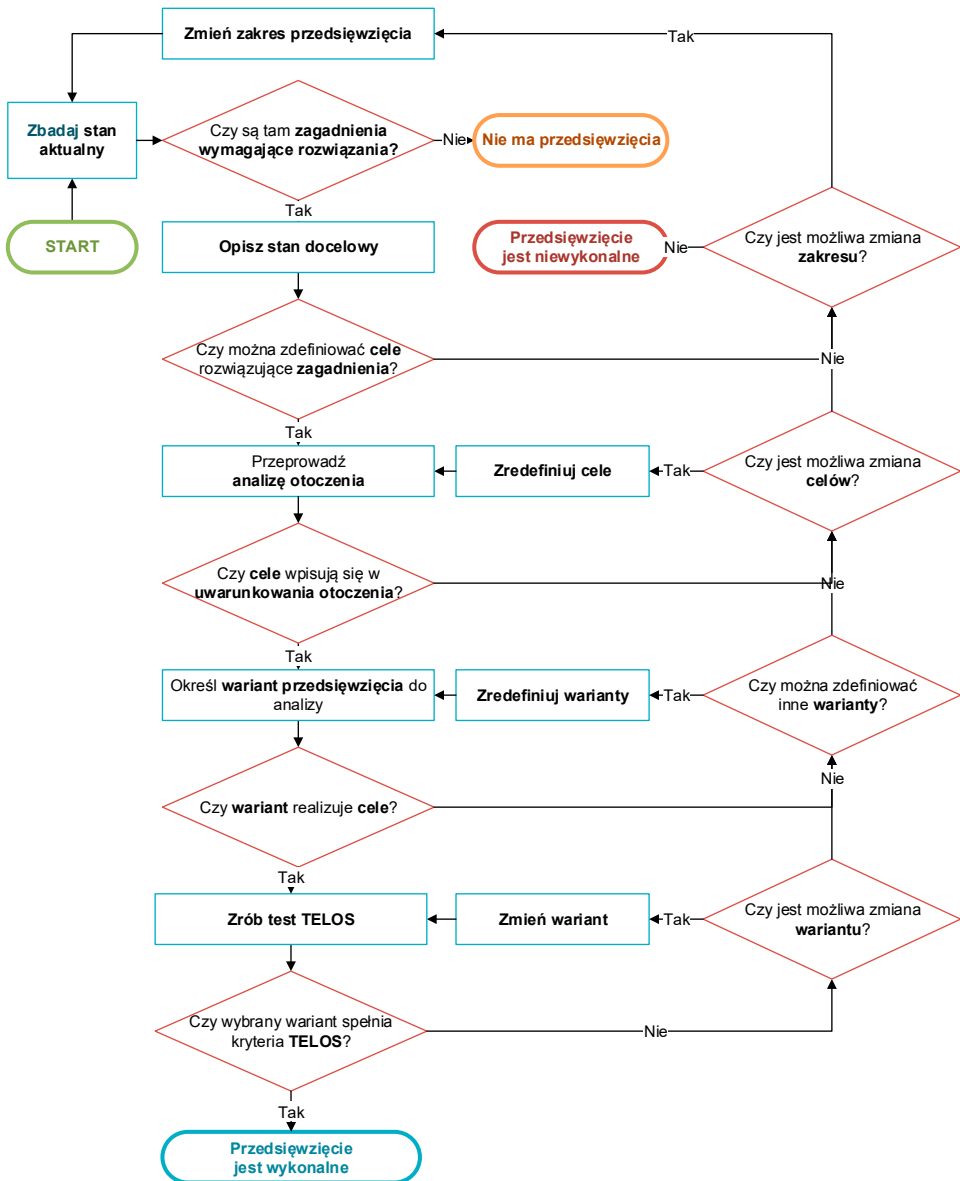 Zmień zakres przedsięwzięcia
Tak
Zbadaj stan
aktualny
Czy są tam zagadnienia
wymagające rozwiązania?
Nie
Nie ma przedsięwzięcia
START
Tak
Opisz stan docelowy
Przedsięwzięcie
jest niewykonalne
Nie
Czy jest możliwa zmiana
zakresu?
Czy można zdefiniować cele
rozwiązujące zagadnienia?
Nie
Tak
Przeprowadź
analizę otoczenia
Zredefiniuj cele
Tak
Czy jest możliwa zmiana
celów?
Czy cele wpisują się w
uwarunkowania otoczenia?
Nie
Tak
Określ wariant przedsięwzięcia do
analizy
Zredefiniuj warianty
Tak
Czy można zdefiniować
inne warianty?
Nie
Czy wariant realizuje cele?
Tak
Zrób test TELOS
Zmień wariant
Tak
Czy jest możliwa zmiana
wariantu?
Czy wybrany wariant spełnia
kryteria TELOS?
Nie
Tak
Przedsięwzięcie
jest wykonalne